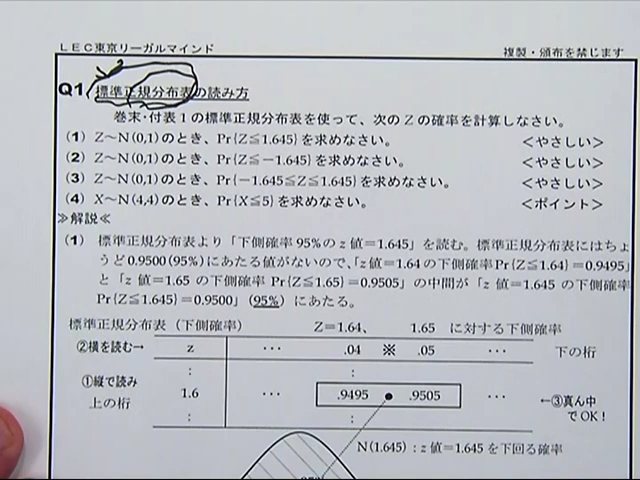 LEC東京リーガルマインド 複製・頒布を禁じます
Q1 標準正規分布表の読み方
巻末・付表1の標準正規分布表を使って、次のZの確率を計算しなさい。
(1) Z～N(0,1)のとき、Pr{Z≦1.645}を求めなさい。 ＜やさしい＞
(2) Z～N(0,1)のとき、Pr{Z≦－1.645}を求めなさい。 ＜やさしい＞
(3) Z～N(0,1)のとき、Pr{－1.645≦Z≦1.645}を求めなさい。 ＜やさしい＞
(4) X～N(4,4)のとき、Pr{X≦5}を求めなさい。 ＜ポイント＞
≫解説≪
(1) 標準正規分布表より「下側確率95%のz値＝1.645」を読む。標準正規分布表にはちょ
うど0.9500(95%)にあたる値がないので、「z値＝1.64の下側確率Pr{Z≦1.64}＝0.9495」
と「z値＝1.65の下側確率Pr{Z≦1.65}＝0.9505」の中間が「z値＝1.645の下側確率
Pr{Z≦1.645}＝0.9500」(95%)にあたる。
標準正規分布表（下側確率） Z＝1.64、 1.65 に対する下側確率
②横を読む→ z … .04 ※ .05 … 下の桁
: :
①縦で読み 上の桁 1.6 … .9495 ● .9505 … ←③真ん中でOK！
: :
N(1.645)：z値＝1.645を下回る確率